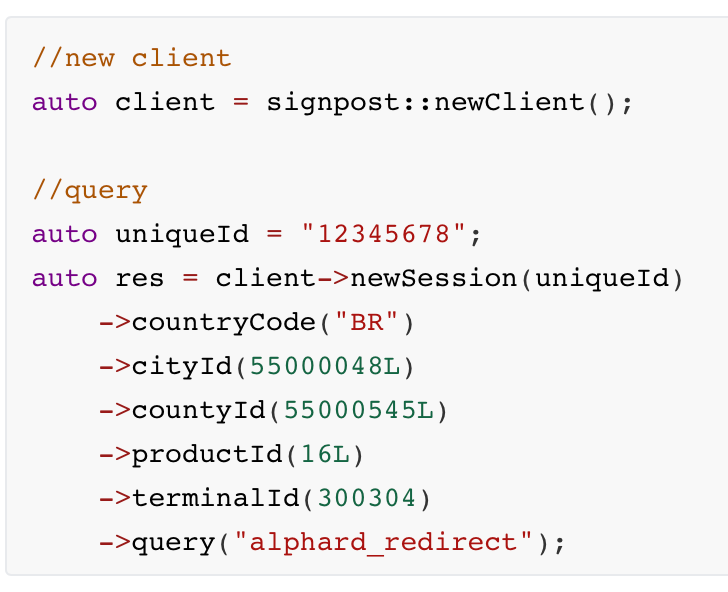 //new client
auto client = signpost::newClient();
//query
auto uniqueId = "12345678";
auto res = client->newSession(uniqueId)
->countryCode("BR")
->cityId(55000048L)
->countyId(55000545L)
->productId(16L)
->terminalId(300304)
->query("alphard_redirect");